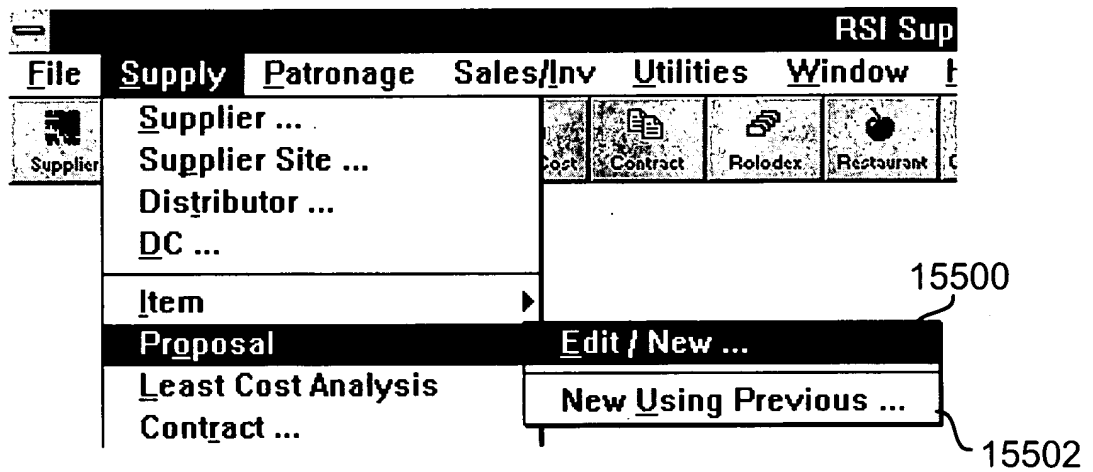 RSI Sup
File Supply Patronage Sales/Inv Utilities Window
Supplier Cost Contract Rolodex Restaurant
Supplier ...
Supplier Site ...
Distributor ...
DC ...
15500
Item
Proposal Edit / New ...
Least Cost Analysis New Using Previous ...
Contract ...
15502